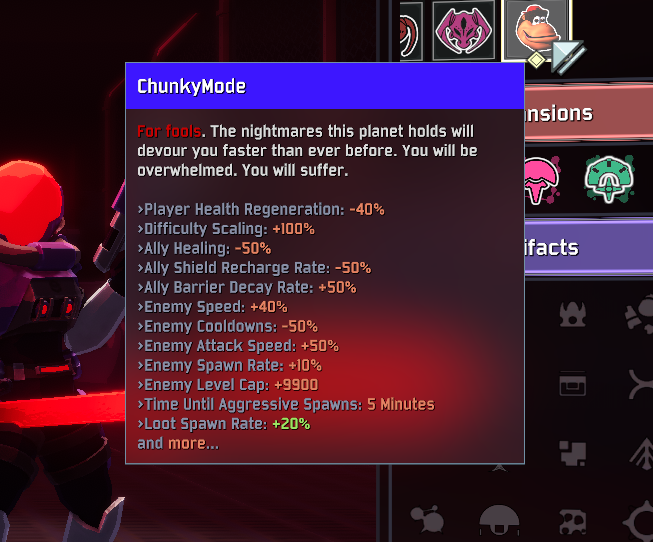 ChunkyMode
For fools. The nightmares this planet holds will
devour you faster than ever before. You will be
overwhelmed. You will suffer.
>Player Health Regeneration: -40%
>Difficulty Scaling: +100%
>Ally Healing: -50%
>Ally Shield Recharge Rate: -50%
>Ally Barrier Decay Rate: +50%
>Enemy Speed: +40%
>Enemy Cooldowns: -50%
>Enemy Attack Speed: +50%
>Enemy Spawn Rate: +10%
>Enemy Level Cap: +9900
>Time Until Aggressive Spawns: 5 Minutes
>Loot Spawn Rate: +20%
and more...
nsions
ifacts